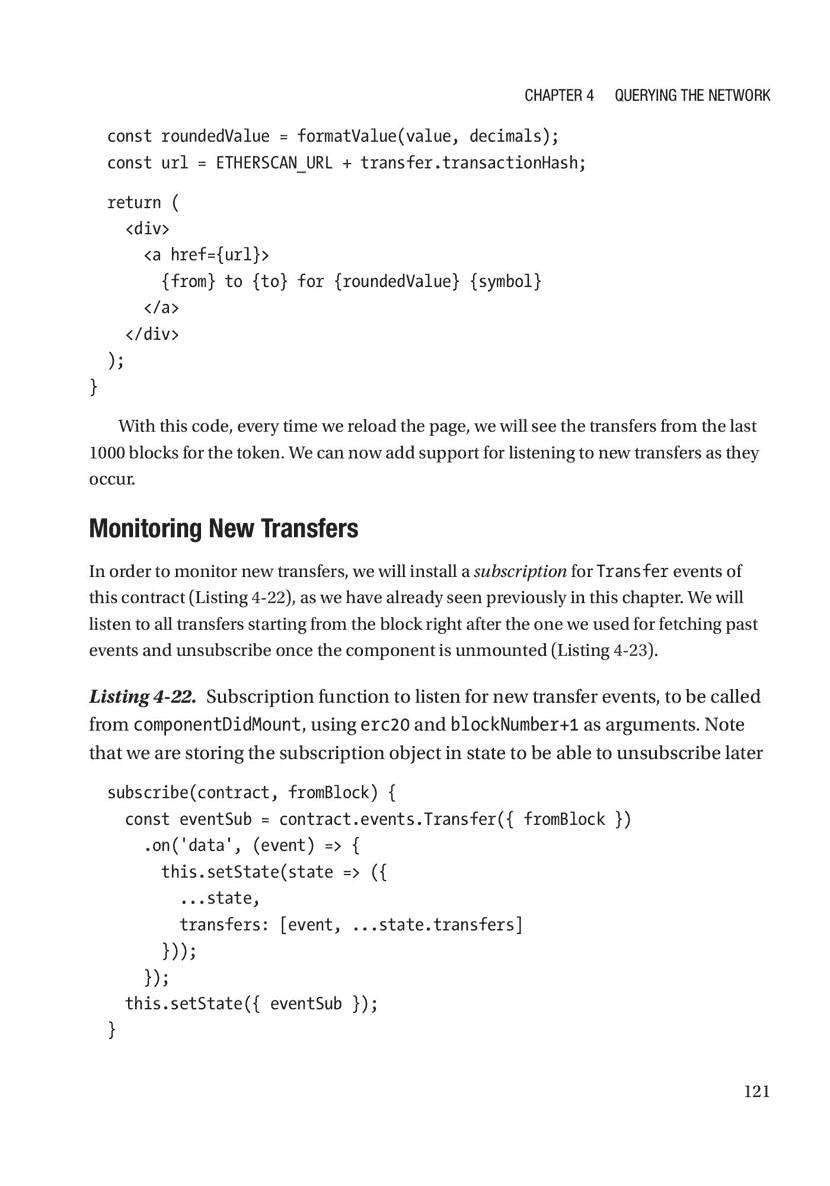 CHAPTER 4 QUERYING THE NETWORK
const roundedValue = formatValue(value, decimals);
const url = ETHERSCAN_URL + transfer.transactionHash;
return (
<div>
<a href={url}>
{from} to {to} for {roundedValue} {symbol}
</a>
</div>
);
}
With this code, every time we reload the page, we will see the transfers from the last
1000 blocks for the token. We can now add support for listening to new transfers as they
occur.
Monitoring New Transfers
In order to monitor new transfers, we will install a subscription for Transfer events of
this contract (Listing 4-22), as we have already seen previously in this chapter. We will
listen to all transfers starting from the block right after the one we used for fetching past
events and unsubscribe once the component is unmounted (Listing 4-23).
Listing 4-22. Subscription function to listen for new transfer events, to be called
from componentDidMount, using erc20 and blockNumber+1 as arguments. Note
that we are storing the subscription object in state to be able to unsubscribe later
subscribe(contract, fromBlock) {
const eventSub = contract.events.Transfer({ fromBlock })
.on('data', (event) => {
this.setState(state => ({
...state,
transfers: [event, ...state.transfers]
}));
});
this.setState({ eventSub });
}
121